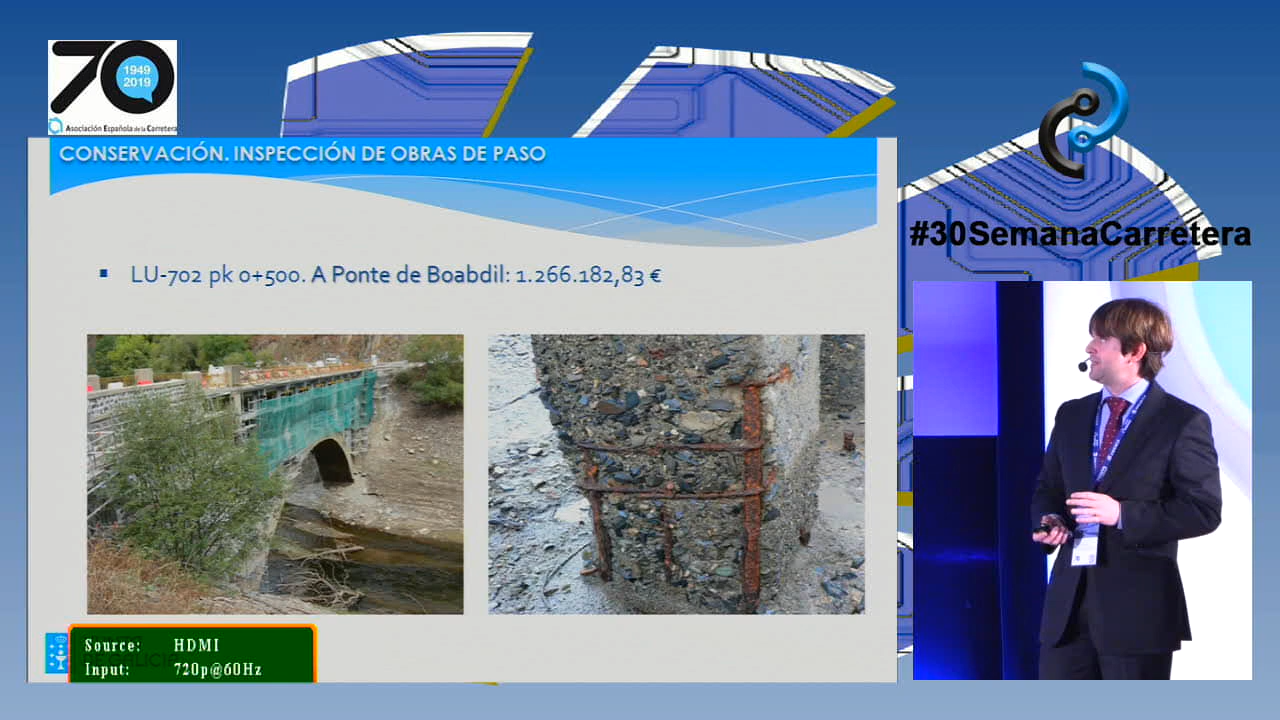 70
1949
2019
Asociación Española de la Carretera
CONSERVACIÓN. INSPECCIÓN DE OBRAS DE PASO
#30SemanaCarretera
▪ LU-702 pk 0+500. A Ponte de Boabdil: 1.266.182,83 €
Source: HDMI
Input: 720p@60Hz